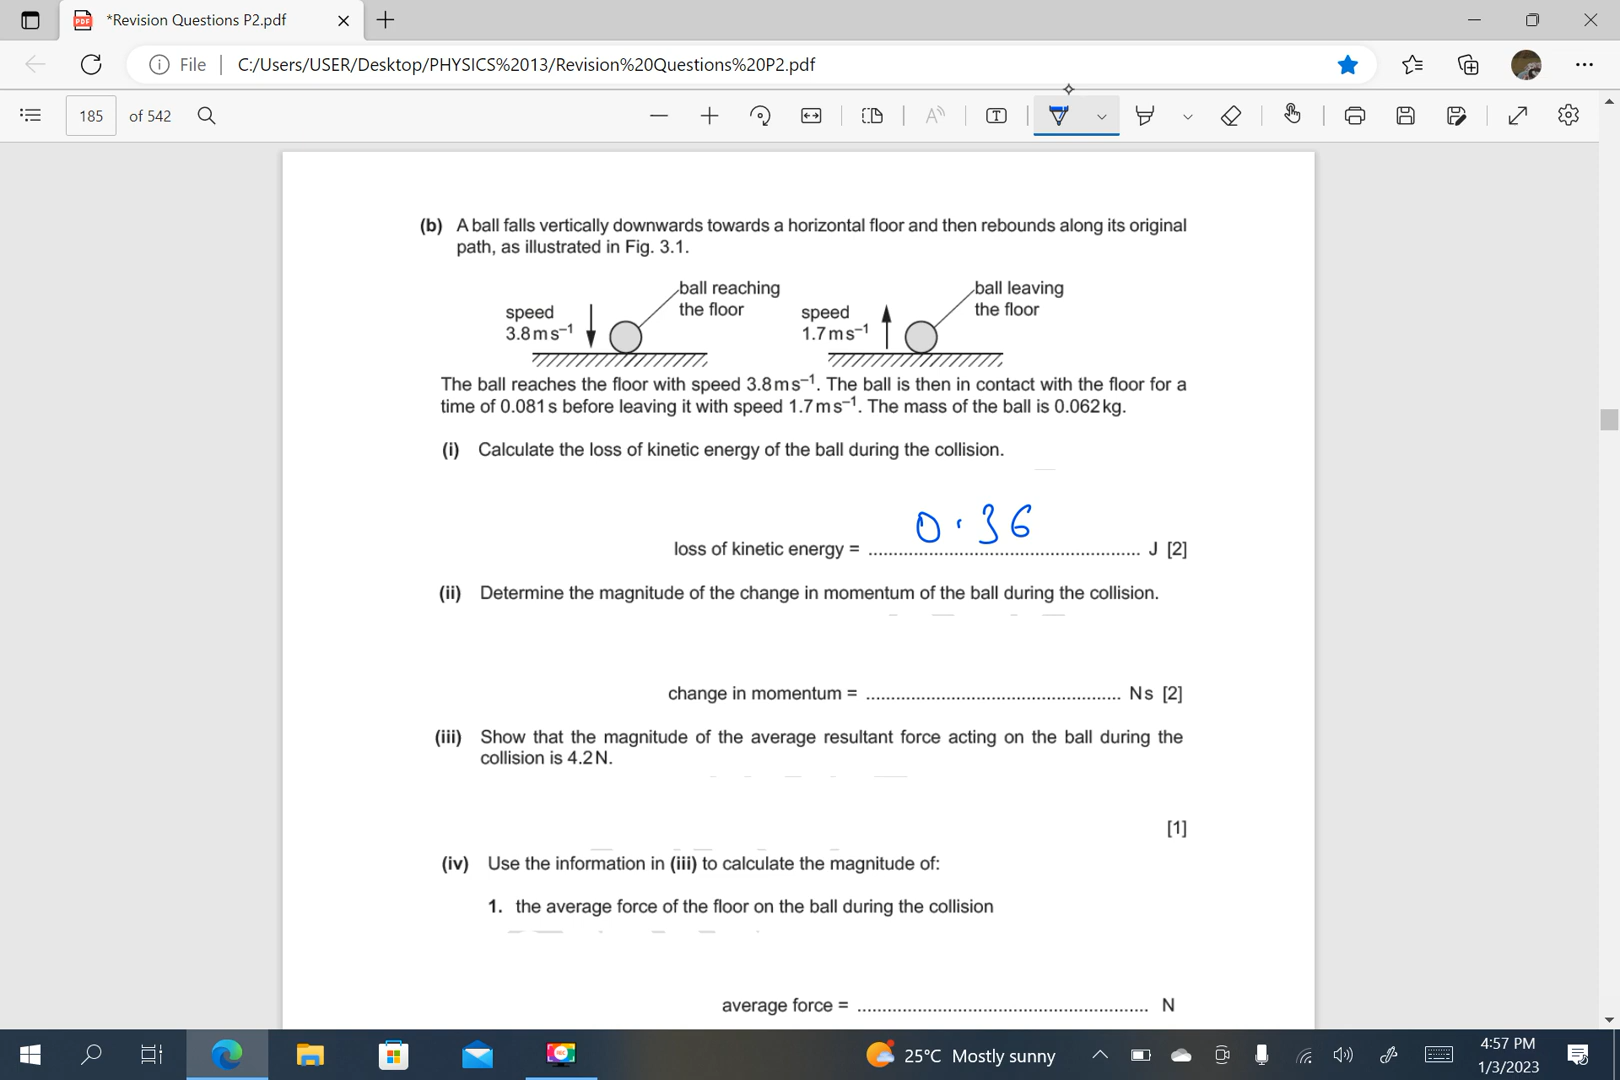 *Revision Questions P2.pdf
File | C:/Users/USER/Desktop/PHYSICS%2013/Revision%20Questions%20P2.pdf
185 of 542
(b) A ball falls vertically downwards towards a horizontal floor and then rebounds along its original
path, as illustrated in Fig. 3.1.
speed
3.8 m s⁻¹
ball reaching
the floor
speed
1.7 m s⁻¹
ball leaving
the floor
The ball reaches the floor with speed 3.8 m s⁻¹. The ball is then in contact with the floor for a
time of 0.081 s before leaving it with speed 1.7 m s⁻¹. The mass of the ball is 0.062 kg.
(i) Calculate the loss of kinetic energy of the ball during the collision.
0.36
loss of kinetic energy = ...................................................... J [2]
(ii) Determine the magnitude of the change in momentum of the ball during the collision.
change in momentum = ................................................... N s [2]
(iii) Show that the magnitude of the average resultant force acting on the ball during the
collision is 4.2 N.
[1]
(iv) Use the information in (iii) to calculate the magnitude of:
1. the average force of the floor on the ball during the collision
average force = .......................................................... N
25°C Mostly sunny
4:57 PM
1/3/2023